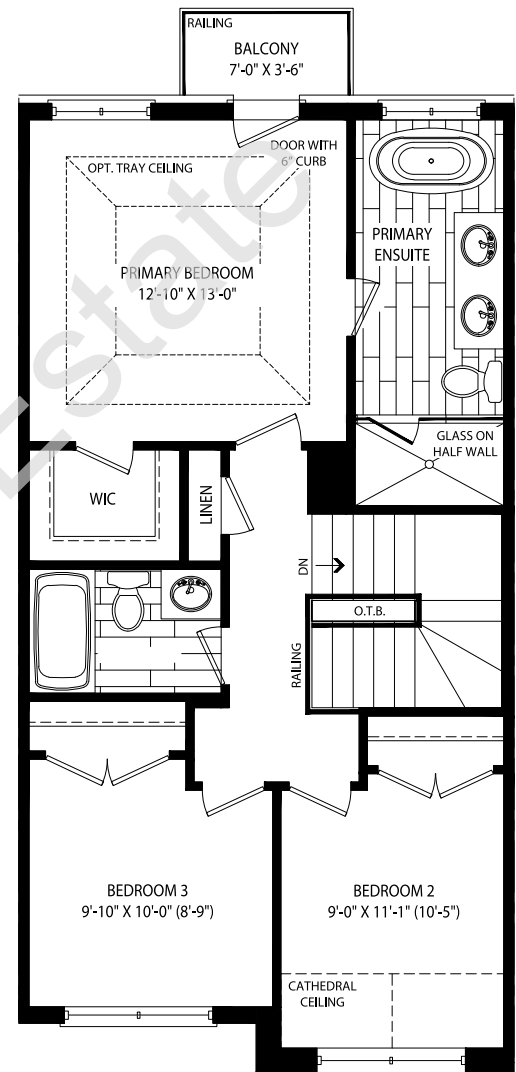 RAILING
BALCONY
7'-0" X 3'-6"
DOOR WITH
6" CURB
OPT. TRAY CEILING
PRIMARY BEDROOM
12'-10" X 13'-0"
PRIMARY
ENSUITE
GLASS ON
HALF WALL
WIC
LINEN
DN
O.T.B.
RAILING
BEDROOM 3
9'-10" X 10'-0" (8'-9")
BEDROOM 2
9'-0" X 11'-1" (10'-5")
CATHEDRAL
CEILING
Estate